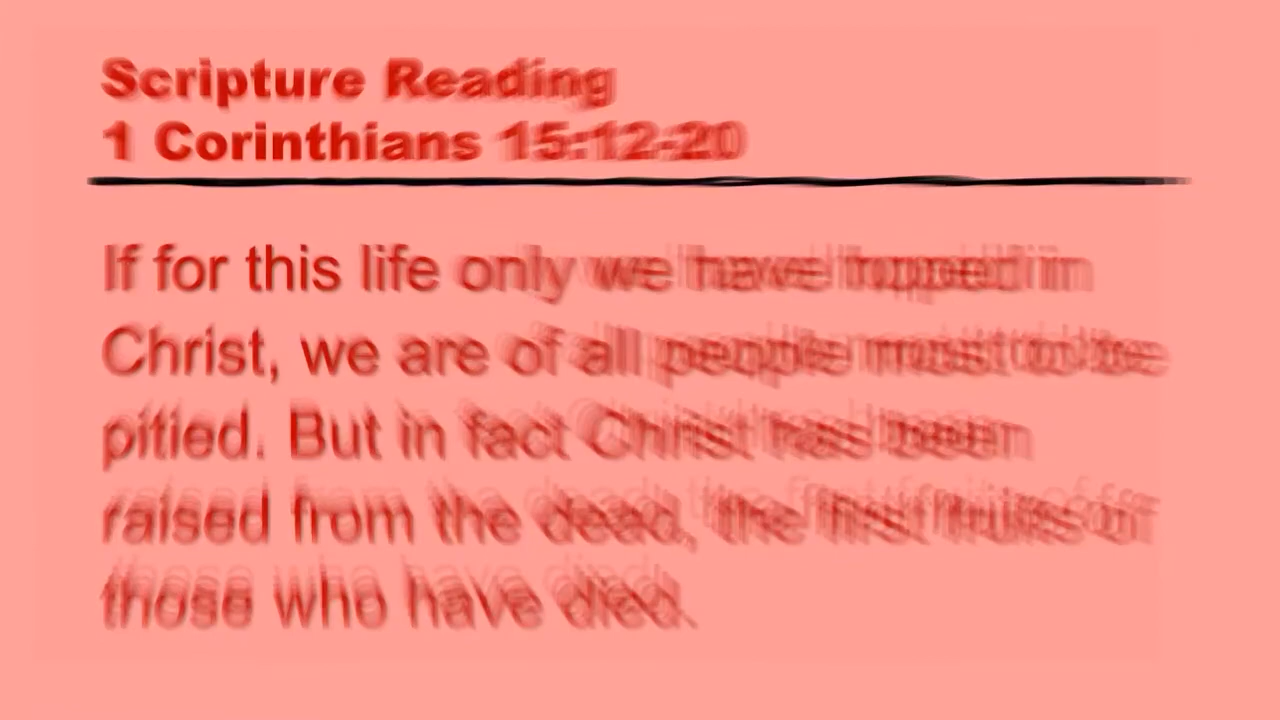 Scripture Reading
1 Corinthians 15:12-20
If for this life only we have hoped in
Christ, we are of all people most to be
pitied. But in fact Christ has been
raised from the dead, the first fruits of
those who have died.